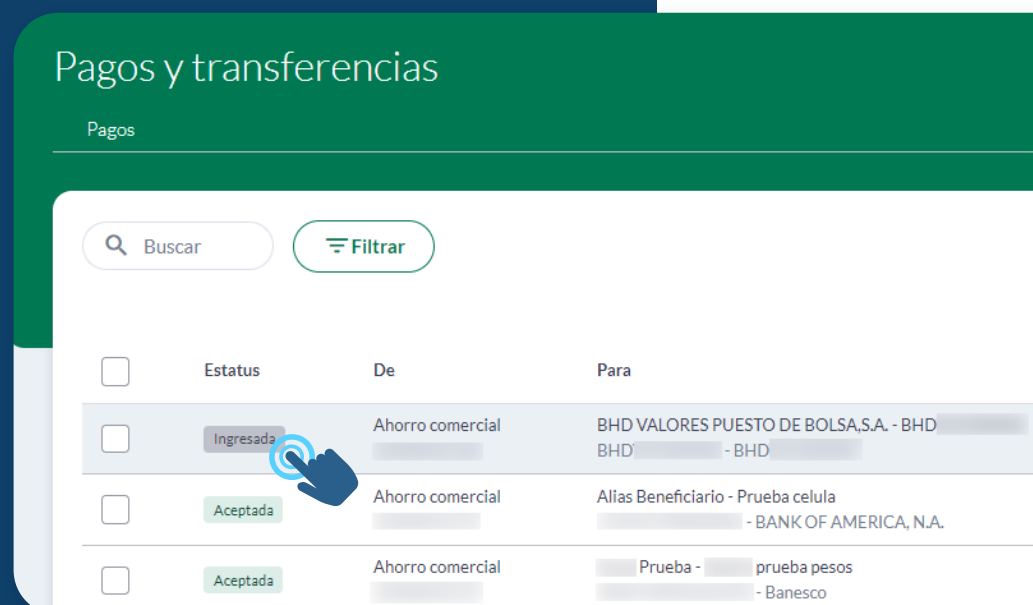 Pagos y transferencias
Pagos
Buscar
Filtrar
Estatus De Para
Ingresada Ahorro comercial BHD VALORES PUESTO DE BOLSA,S.A. - BHD
BHD - BHD
Aceptada Ahorro comercial Alias Beneficiario - Prueba celula
- BANK OF AMERICA, N.A.
Aceptada Ahorro comercial Prueba - prueba pesos
- Banesco